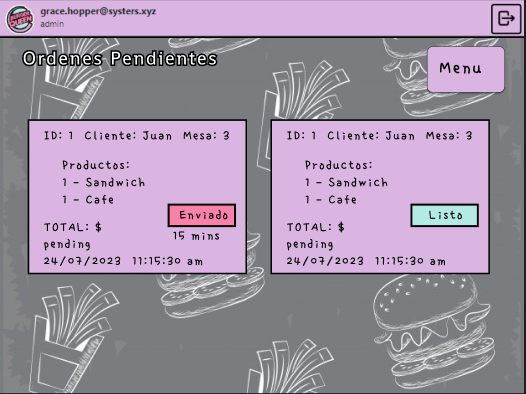 grace.hopper@systers.xyz
admin
Ordenes Pendientes
Menu
ID: 1 Cliente: Juan Mesa: 3
Productos:
1 - Sandwich
1 - Cafe
Enviado
TOTAL: $
15 mins
pending
24/07/2023 11:15:30 am
ID: 1 Cliente: Juan Mesa: 3
Productos:
1 - Sandwich
1 - Cafe
Listo
TOTAL: $
pending
24/07/2023 11:15:30 am